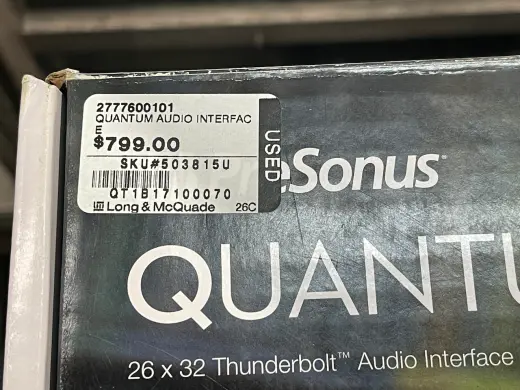 2777600101
QUANTUM AUDIO INTERFAC
E
$799.00
SKU#503815U
QT1B17100070
Long & McQuade 26C
USED
eSonus
QUANTU
26 x 32 Thunderbolt™ Audio Interface